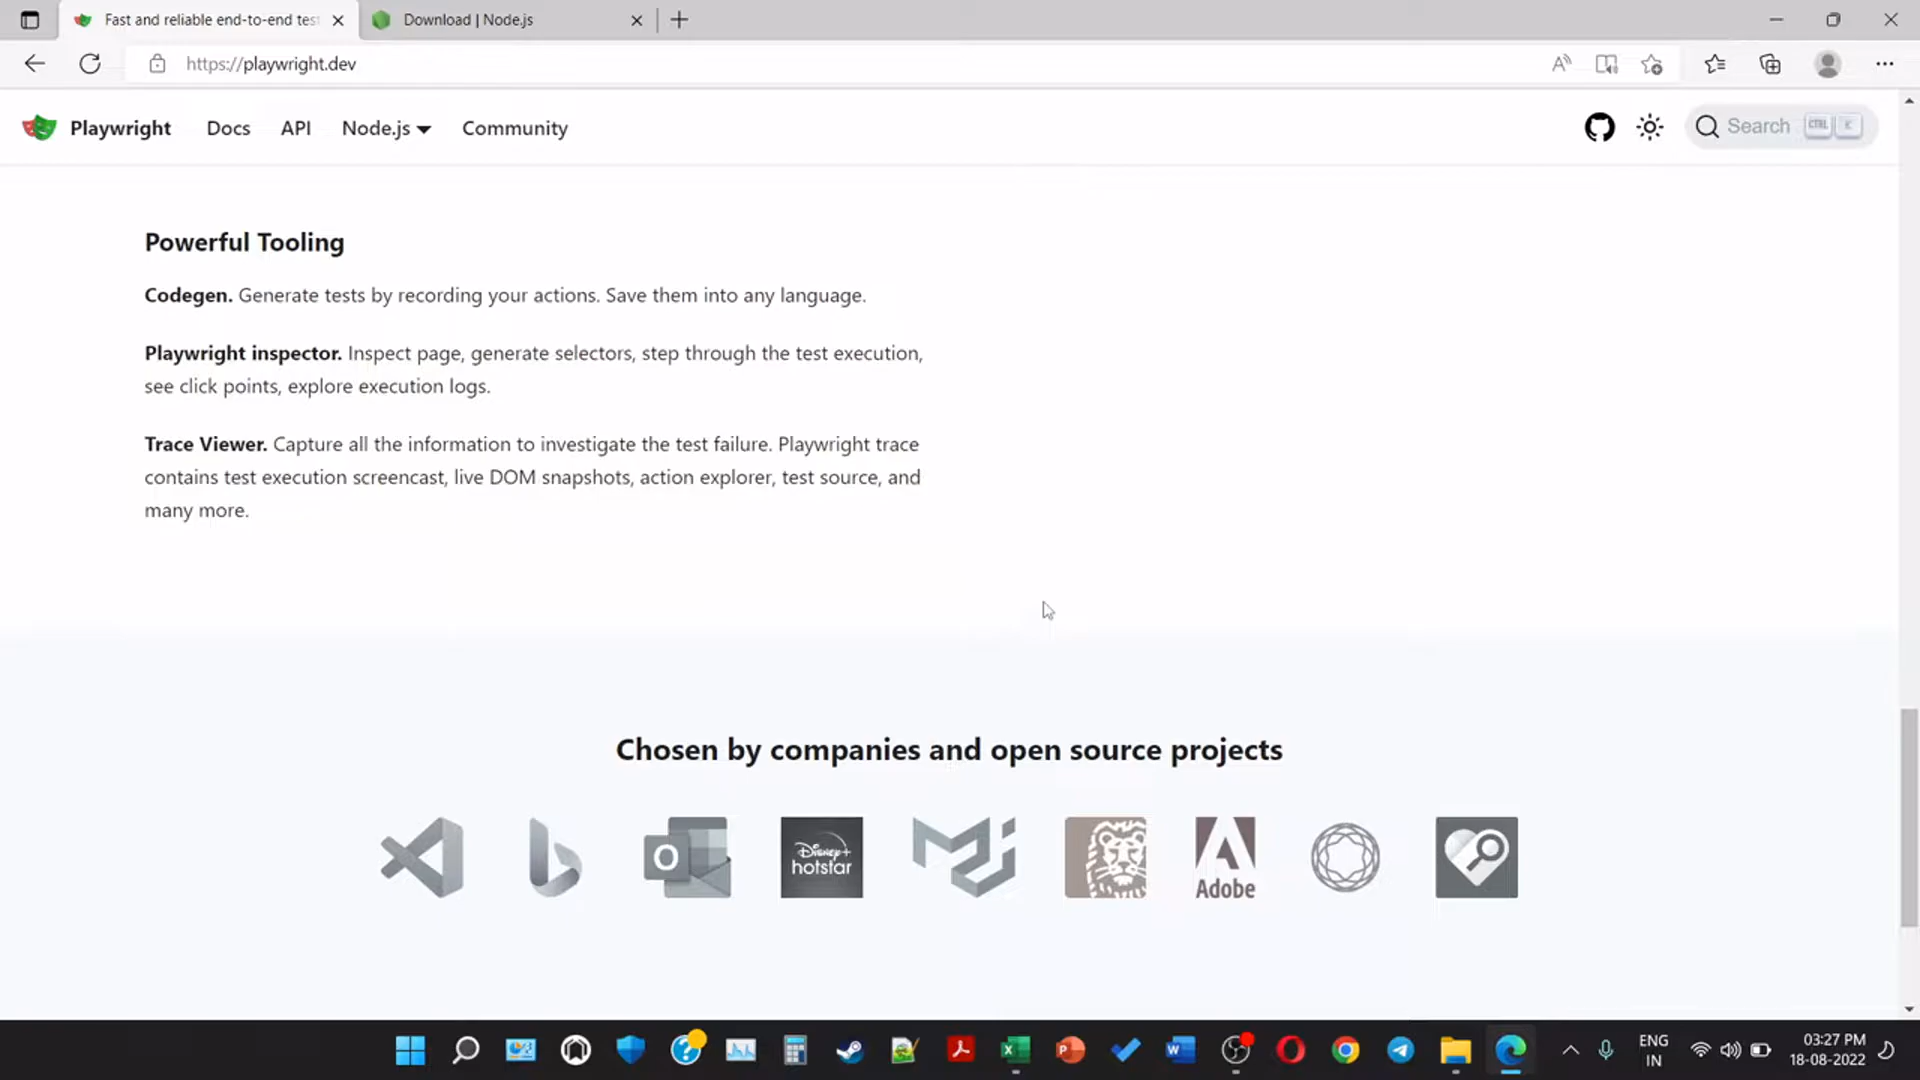 Fast and reliable end-to-end tes
Download | Node.js
https://playwright.dev
Playwright
Docs
API
Node.js
Community
Search
CTRL
K
Powerful Tooling
Codegen. Generate tests by recording your actions. Save them into any language.
Playwright inspector. Inspect page, generate selectors, step through the test execution,
see click points, explore execution logs.
Trace Viewer. Capture all the information to investigate the test failure. Playwright trace
contains test execution screencast, live DOM snapshots, action explorer, test source, and
many more.
Chosen by companies and open source projects
Disney+
hotstar
Adobe
ENG
IN
03:27 PM
18-08-2022